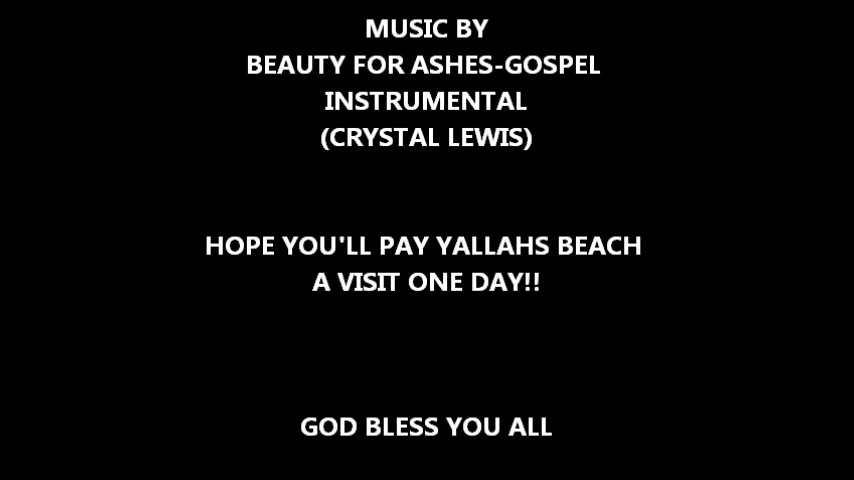 MUSIC BY
BEAUTY FOR ASHES-GOSPEL
INSTRUMENTAL
(CRYSTAL LEWIS)
HOPE YOU'LL PAY YALLAHS BEACH
A VISIT ONE DAY!!
GOD BLESS YOU ALL